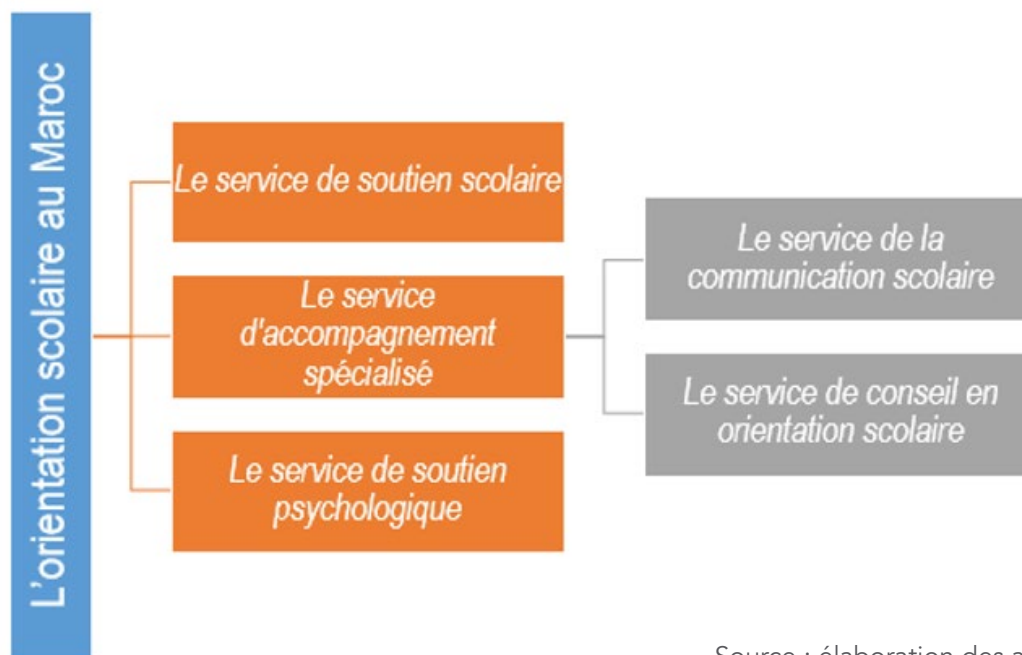 L'orientation scolaire au Maroc
Le service de soutien scolaire
Le service
d'accompagnement
spécialisé
Le service de soutien
psychologique
Le service de la
communication scolaire
Le service de conseil en
orientation scolaire
Source : élaboration des